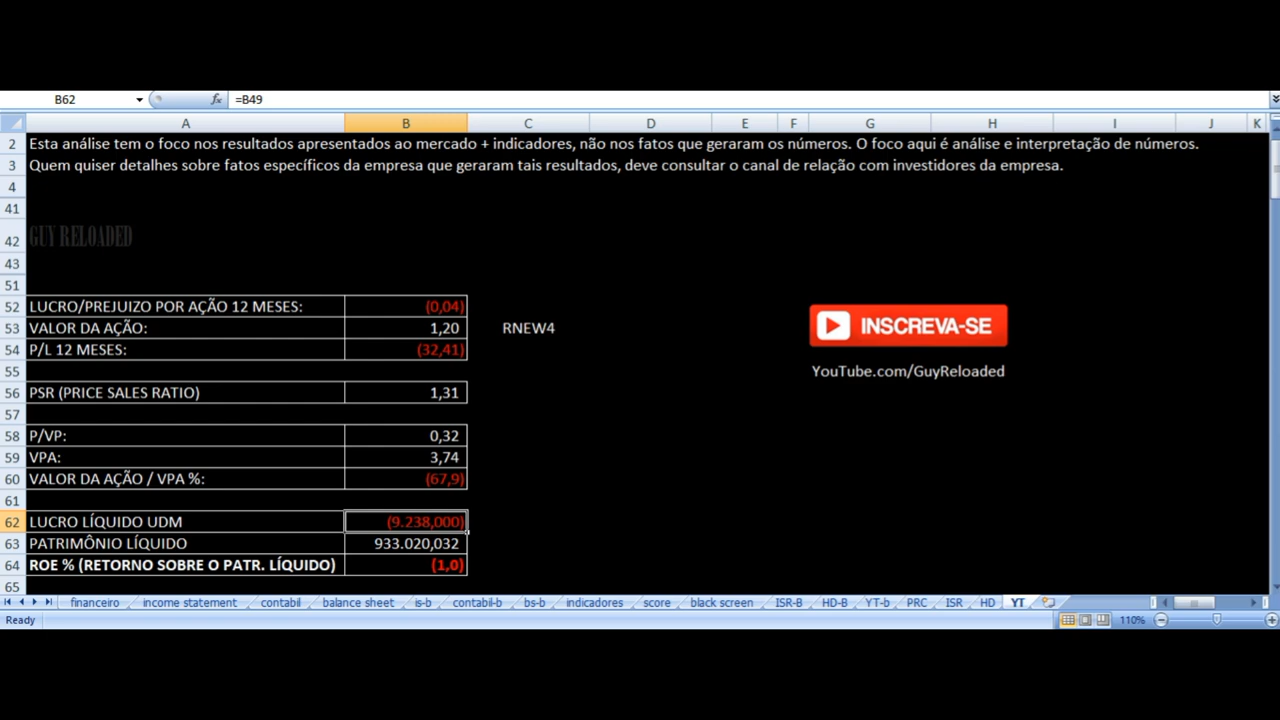 B62 fx =B49
A B C D E F G H I J K
2 Esta análise tem o foco nos resultados apresentados ao mercado + indicadores, não nos fatos que geraram os números. O foco aqui é análise e interpretação de números.
3 Quem quiser detalhes sobre fatos específicos da empresa que geraram tais resultados, deve consultar o canal de relação com investidores da empresa.
4
41
42 GUY RELOADED
43
51
52 LUCRO/PREJUIZO POR AÇÃO 12 MESES: (0,04)
53 VALOR DA AÇÃO: 1,20 RNEW4 INSCREVA-SE
54 P/L 12 MESES: (32,41)
55 YouTube.com/GuyReloaded
56 PSR (PRICE SALES RATIO) 1,31
57
58 P/VP: 0,32
59 VPA: 3,74
60 VALOR DA AÇÃO / VPA %: (67,9)
61
62 LUCRO LÍQUIDO UDM (9.238,000)
63 PATRIMÔNIO LÍQUIDO 933.020,032
64 ROE % (RETORNO SOBRE O PATR. LÍQUIDO) (1,0)
65
financeiro income statement contabil balance sheet is-b contabil-b bs-b indicadores score black screen ISR-B HD-B YT-b PRC ISR HD YT
Ready 110%